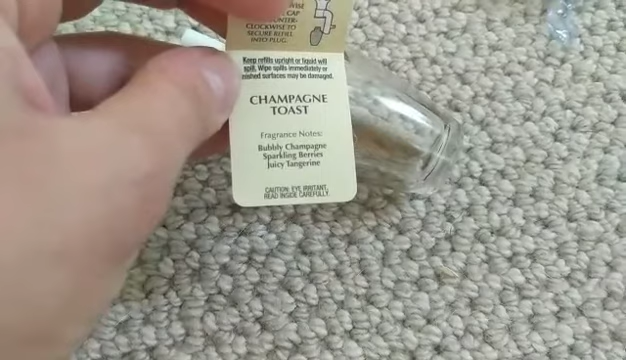 CAP
CLOCKWISE TO
SECURE REFILL
INTO PLUG.
Keep refills upright or liquid will
spill. Wipe spills immediately or
finished surfaces may be damaged.
CHAMPAGNE
TOAST
Fragrance Notes:
Bubbly Champagne
Sparkling Berries
Juicy Tangerine
CAUTION: EYE IRRITANT.
READ INSIDE CAREFULLY.